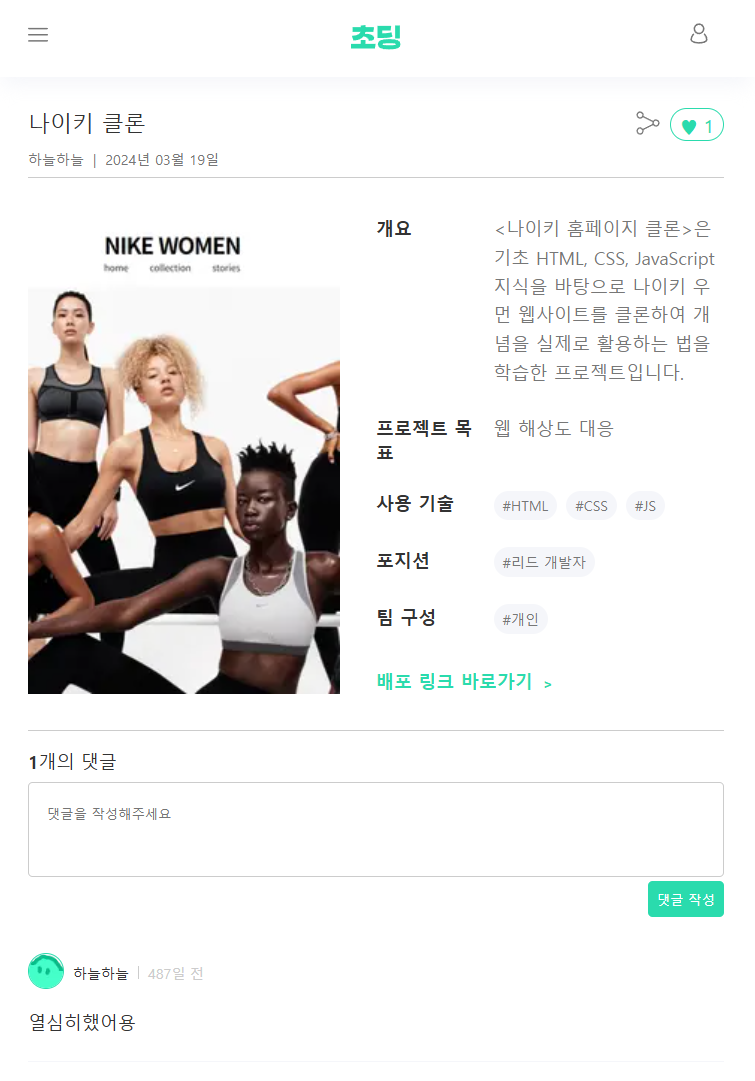 초딩
나이키 클론
1
하늘하늘 | 2024년 03월 19일
NIKE WOMEN
home collection stories
개요
<나이키 홈페이지 클론>은
기초 HTML, CSS, JavaScript
지식을 바탕으로 나이키 우
먼 웹사이트를 클론하여 개
념을 실제로 활용하는 법을
학습한 프로젝트입니다.
프로젝트 목
표
웹 해상도 대응
사용 기술
#HTML #CSS #JS
포지션
#리드 개발자
팀 구성
#개인
배포 링크 바로가기 >
1개의 댓글
댓글을 작성해주세요
댓글 작성
하늘하늘 | 487일 전
열심히했어용